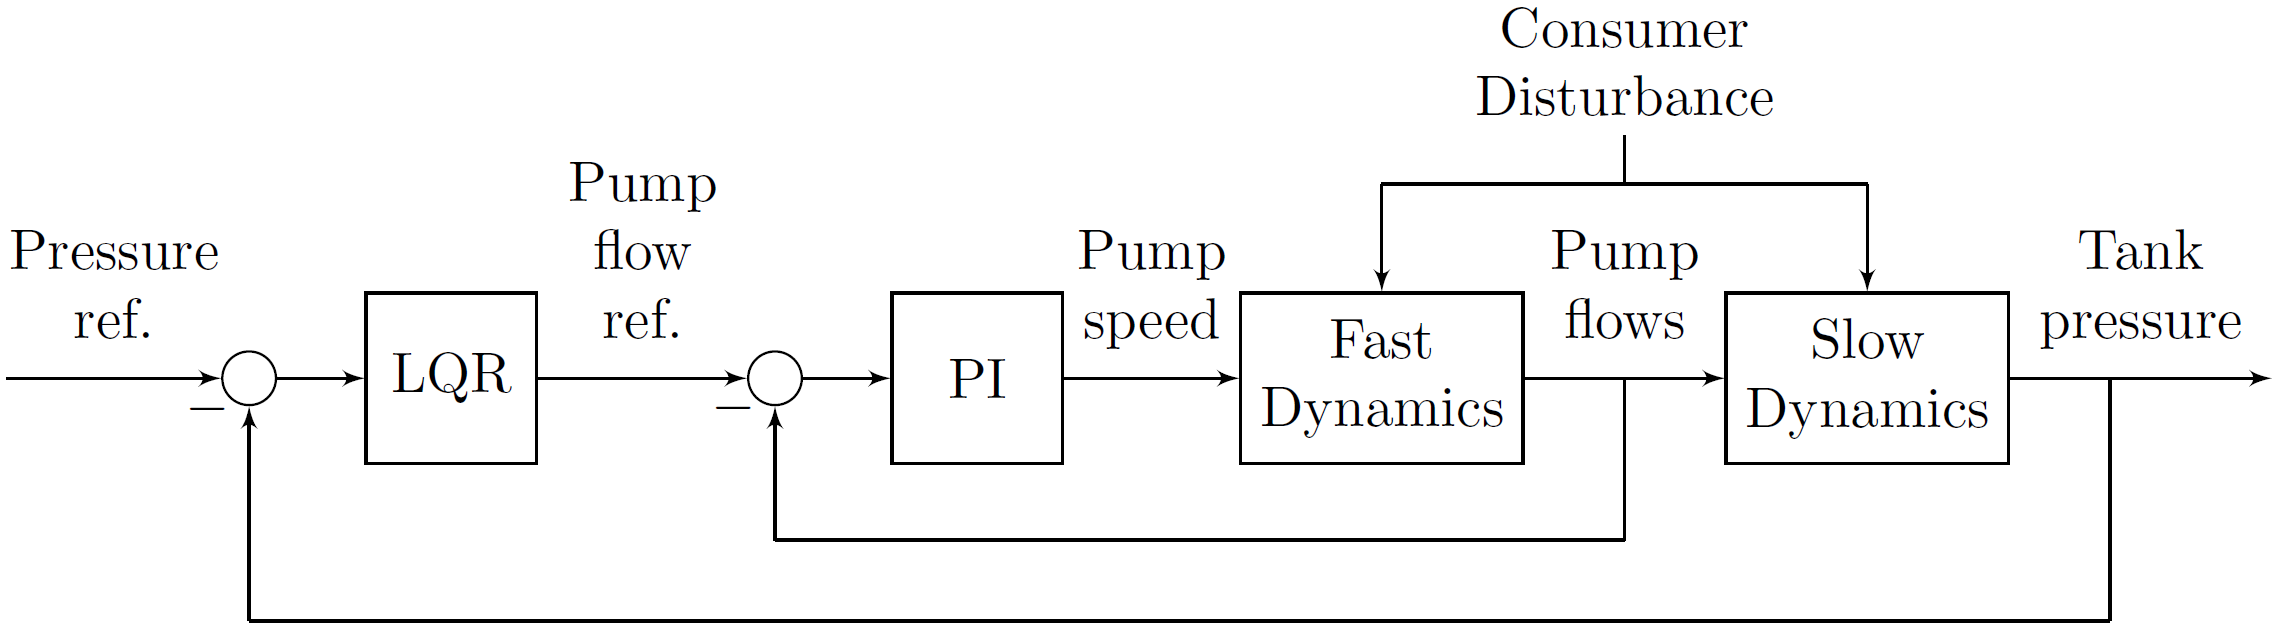 Consumer
Disturbance
Pressure
ref.
Pump
flow
ref.
Pump
speed
Pump
flows
Tank
pressure
−
LQR
−
PI
Fast
Dynamics
Slow
Dynamics